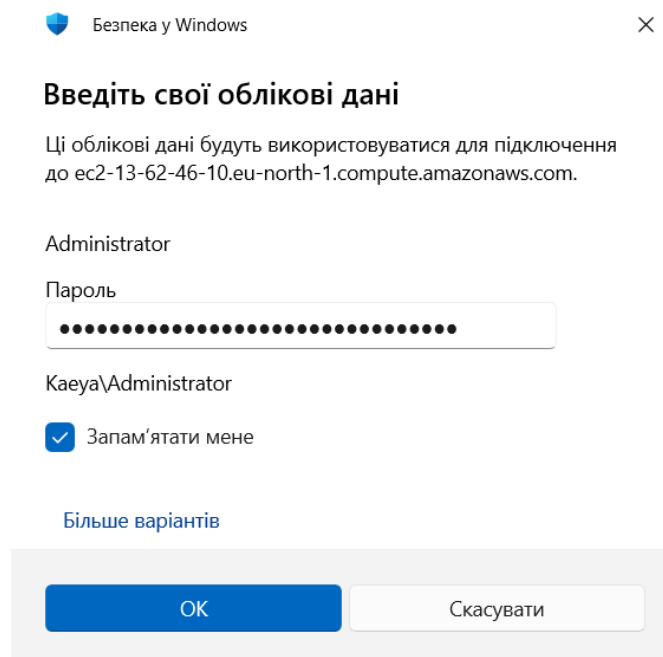 Безпека у Windows
Введіть свої облікові дані
Ці облікові дані будуть використовуватися для підключення
до ec2-13-62-46-10.eu-north-1.compute.amazonaws.com.
Administrator
Пароль
●●●●●●●●●●●●●●●●●●●●●●●●●●●●●●●●
Kaeya\Administrator
Запам’ятати мене
Більше варіантів
ОК
Скасувати